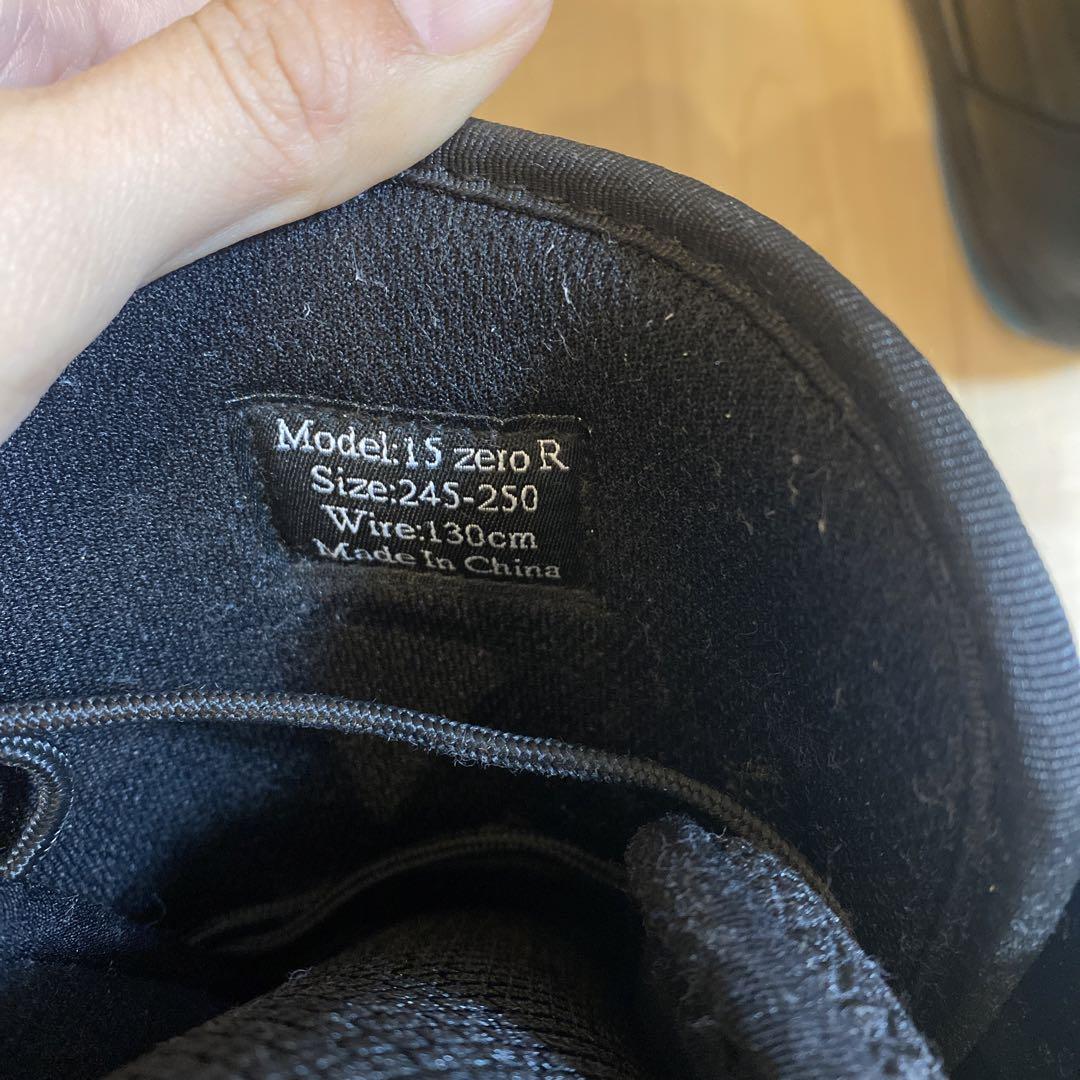 Model:15 zero R
Size:245-250
Wire:130cm
Made In China